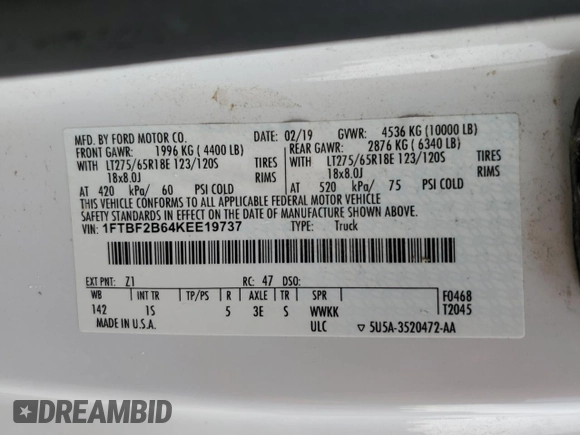 MFD. BY FORD MOTOR CO. DATE: 02/19 GVWR: 4536 KG (10000 LB)
FRONT GAWR: 1996 KG ( 4400 LB) REAR GAWR: 2876 KG ( 6340 LB)
WITH LT275/65R18E 123/120S TIRES WITH LT275/65R18E 123/120S TIRES
18x8.0J RIMS 18x8.0J RIMS
AT 420 kPa/ 60 PSI COLD AT 520 kPa/ 75 PSI COLD
THIS VEHICLE CONFORMS TO ALL APPLICABLE FEDERAL MOTOR VEHICLE
SAFETY STANDARDS IN EFFECT ON THE DATE OF MANUFACTURE SHOWN ABOVE.
VIN: 1FTBF2B64KEE19737 TYPE: Truck
EXT PNT: Z1 RC: 47 DSO:
WB INT TR TP/PS R AXLE TR SPR F0468
142 1S 5 3E S WWKK T2045
MADE IN U.S.A. ULC ▽ 5U5A-3520472-AA
DREAMBID